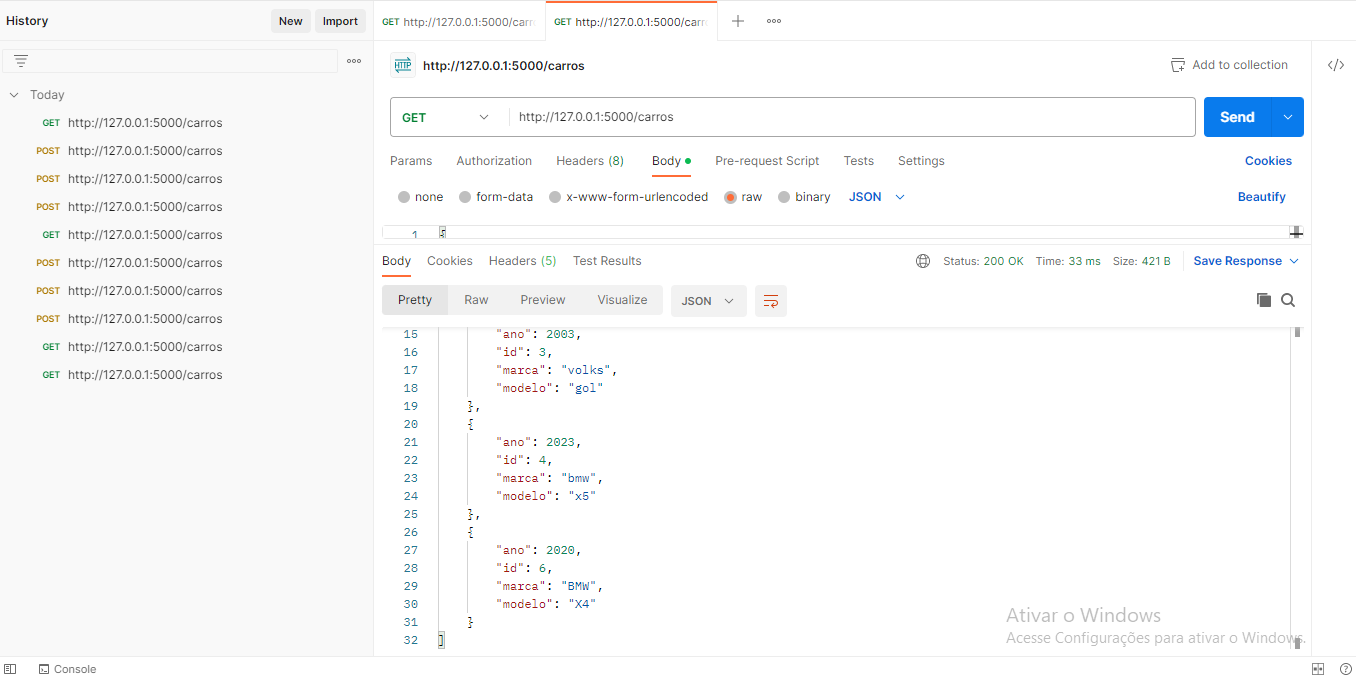 History
New
Import
GET http://127.0.0.1:5000/carr
GET http://127.0.0.1:5000/carr
Today
GET http://127.0.0.1:5000/carros
POST http://127.0.0.1:5000/carros
POST http://127.0.0.1:5000/carros
POST http://127.0.0.1:5000/carros
GET http://127.0.0.1:5000/carros
POST http://127.0.0.1:5000/carros
POST http://127.0.0.1:5000/carros
POST http://127.0.0.1:5000/carros
GET http://127.0.0.1:5000/carros
GET http://127.0.0.1:5000/carros
HTTP http://127.0.0.1:5000/carros
Add to collection
</>
GET http://127.0.0.1:5000/carros
Send
Params Authorization Headers (8) Body Pre-request Script Tests Settings Cookies
none form-data x-www-form-urlencoded raw binary JSON Beautify
1 {
Body Cookies Headers (5) Test Results Status: 200 OK Time: 33 ms Size: 421 B Save Response
Pretty Raw Preview Visualize JSON
15 "ano": 2003,
16 "id": 3,
17 "marca": "volks",
18 "modelo": "gol"
19 },
20 {
21 "ano": 2023,
22 "id": 4,
23 "marca": "bmw",
24 "modelo": "x5"
25 },
26 {
27 "ano": 2020,
28 "id": 6,
29 "marca": "BMW",
30 "modelo": "X4"
31 }
32 ]
Ativar o Windows
Acesse Configurações para ativar o Windows.
Console